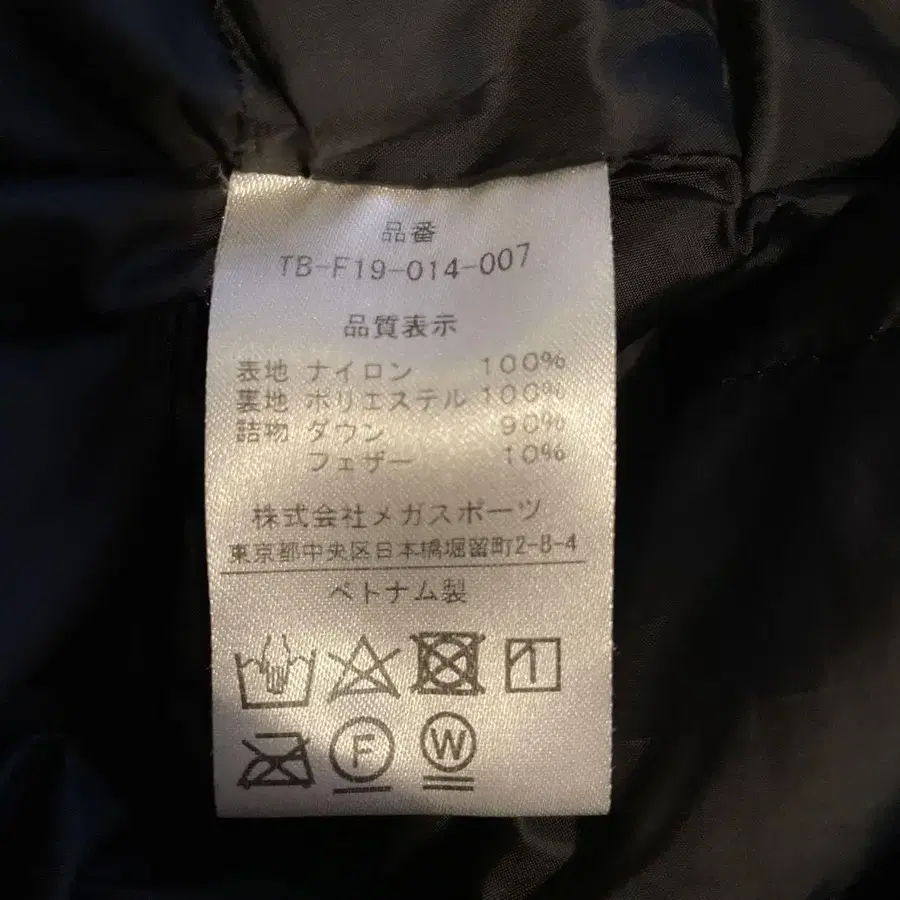 品番
TB-F19-014-007
品質表示
表地 ナイロン 100%
裏地 ポリエステル 100%
詰物 ダウン 90%
フェザー 10%
株式会社メガスポーツ
東京都中央区日本橋堀留町2-8-4
ベトナム製
F W